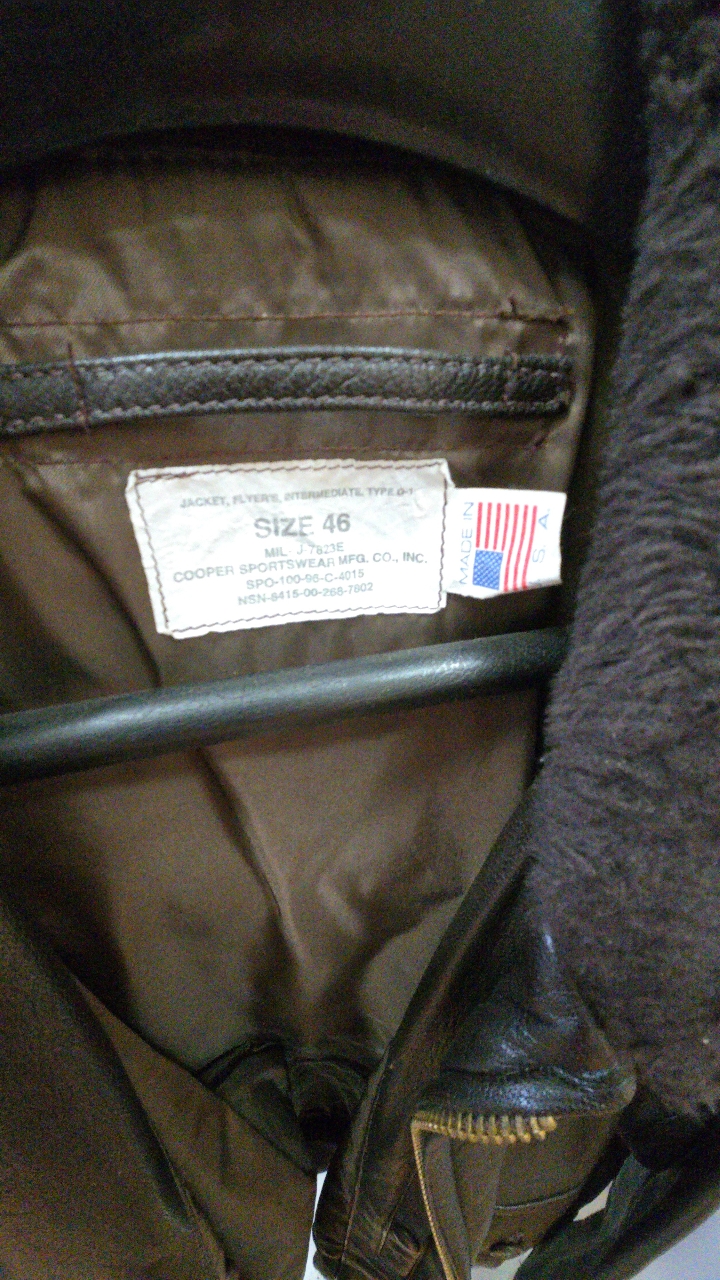 JACKET, FLYER'S, INTERMEDIATE, TYPE G-1
SIZE 46
MIL-J-7823E
COOPER SPORTSWEAR MFG. CO., INC.
SPO-100-96-C-4015
NSN-8415-00-268-7802
MADE IN
U.S.A.